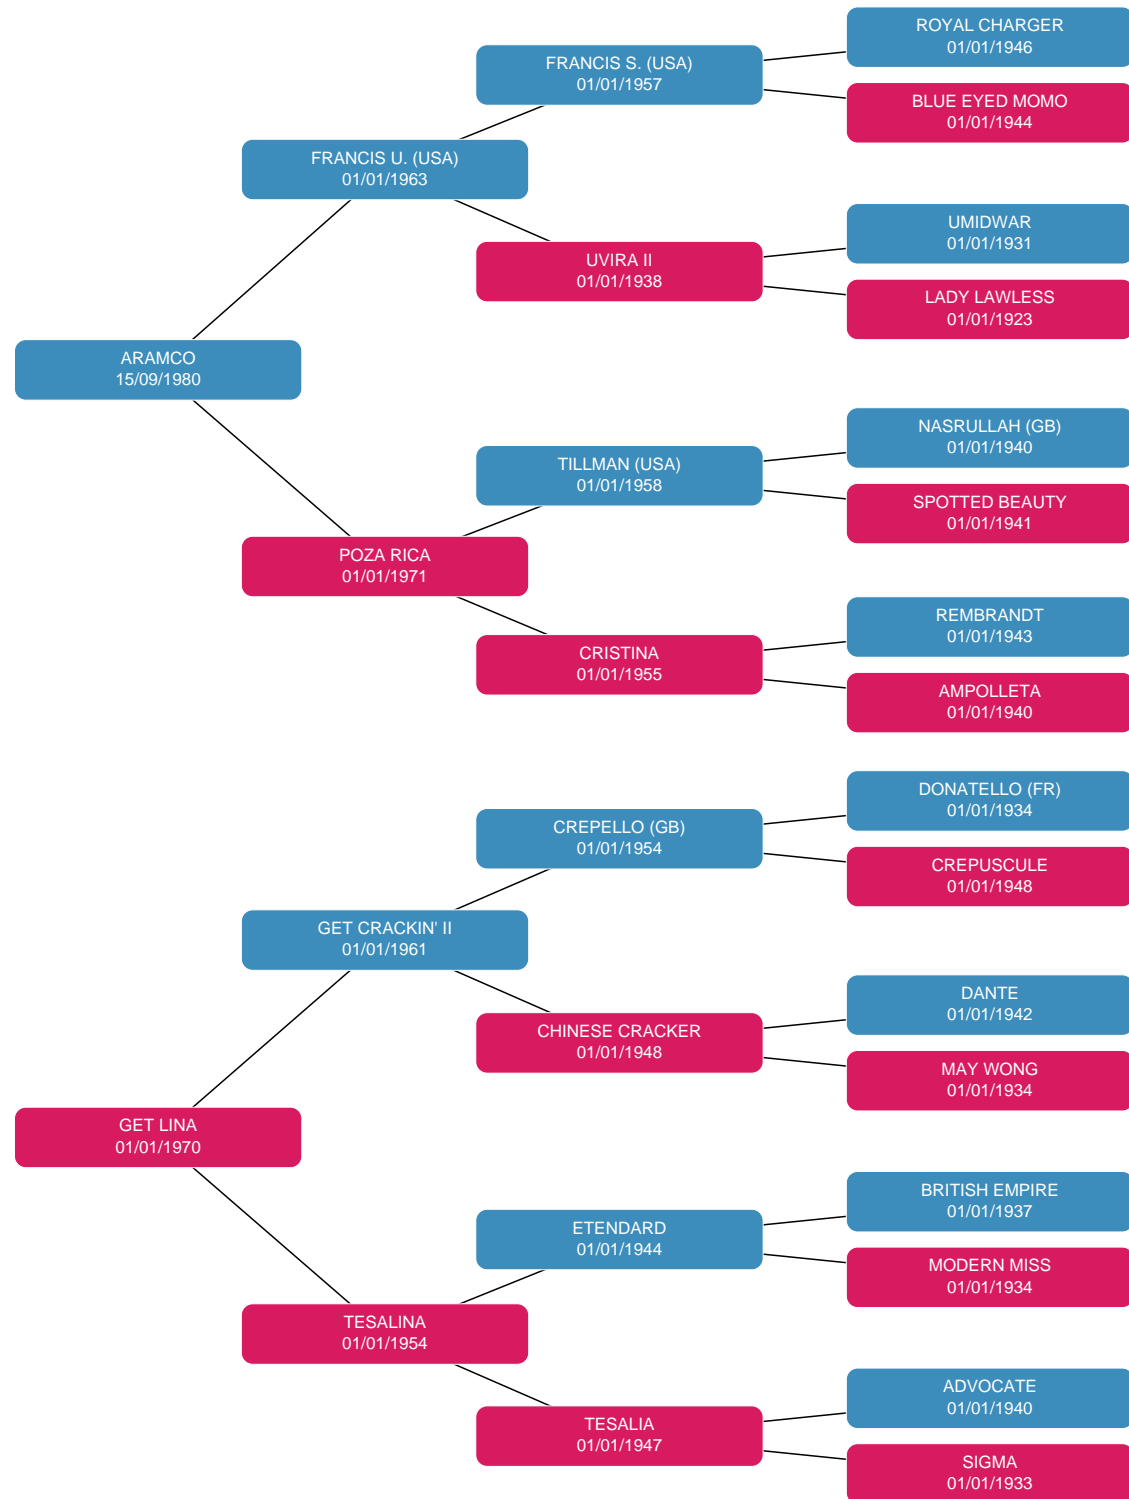 ROYAL CHARGER
01/01/1946
FRANCIS S. (USA)
01/01/1957
BLUE EYED MOMO
01/01/1944
FRANCIS U. (USA)
01/01/1963
UMIDWAR
01/01/1931
UVIRA II
01/01/1938
LADY LAWLESS
01/01/1923
ARAMCO
15/09/1980
NASRULLAH (GB)
01/01/1940
TILLMAN (USA)
01/01/1958
SPOTTED BEAUTY
01/01/1941
POZA RICA
01/01/1971
REMBRANDT
01/01/1943
CRISTINA
01/01/1955
AMPOLLETA
01/01/1940
DONATELLO (FR)
01/01/1934
CREPELLO (GB)
01/01/1954
CREPUSCULE
01/01/1948
GET CRACKIN' II
01/01/1961
DANTE
01/01/1942
CHINESE CRACKER
01/01/1948
MAY WONG
01/01/1934
GET LINA
01/01/1970
BRITISH EMPIRE
01/01/1937
ETENDARD
01/01/1944
MODERN MISS
01/01/1934
TESALINA
01/01/1954
ADVOCATE
01/01/1940
TESALIA
01/01/1947
SIGMA
01/01/1933